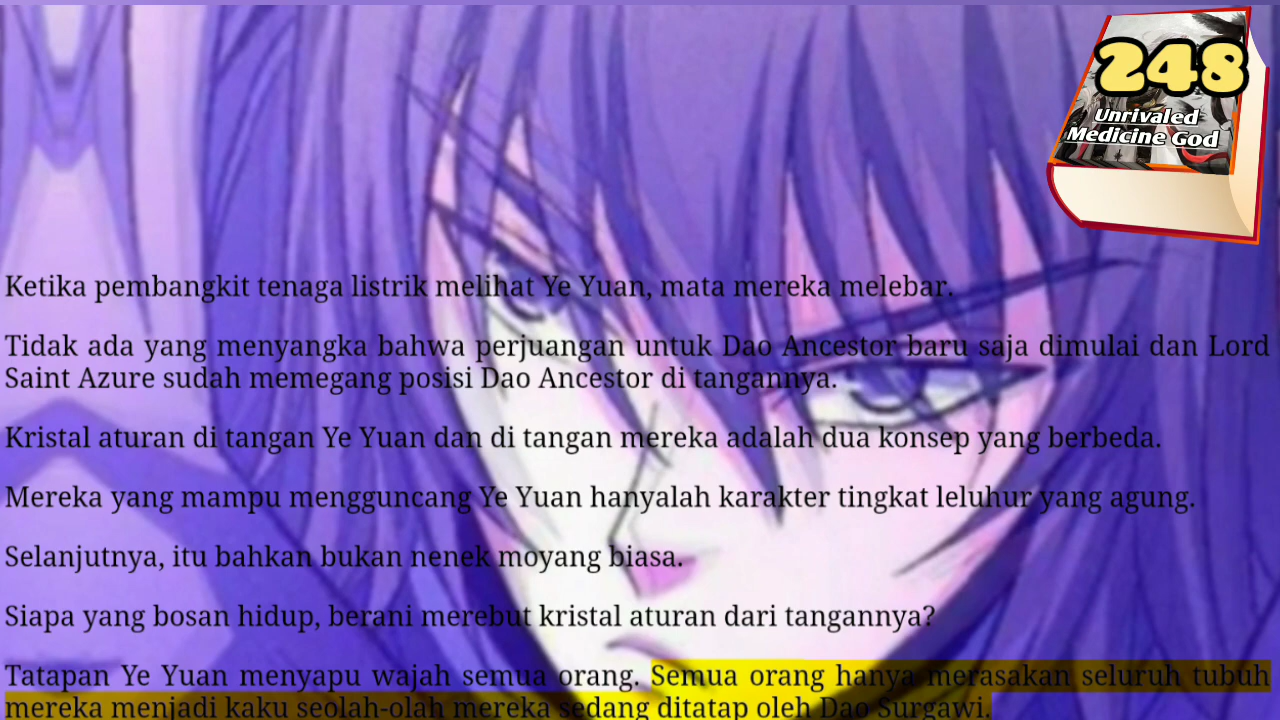 248
Unrivaled
Medicine God
Ketika pembangkit tenaga listrik melihat Ye Yuan, mata mereka melebar.
Tidak ada yang menyangka bahwa perjuangan untuk Dao Ancestor baru saja dimulai dan Lord
Saint Azure sudah memegang posisi Dao Ancestor di tangannya.
Kristal aturan di tangan Ye Yuan dan di tangan mereka adalah dua konsep yang berbeda.
Mereka yang mampu mengguncang Ye Yuan hanyalah karakter tingkat leluhur yang agung.
Selanjutnya, itu bahkan bukan nenek moyang biasa.
Siapa yang bosan hidup, berani merebut kristal aturan dari tangannya?
Tatapan Ye Yuan menyapu wajah semua orang. Semua orang hanya merasakan seluruh tubuh
mereka menjadi kaku seolah-olah mereka sedang ditatap oleh Dao Surgawi.